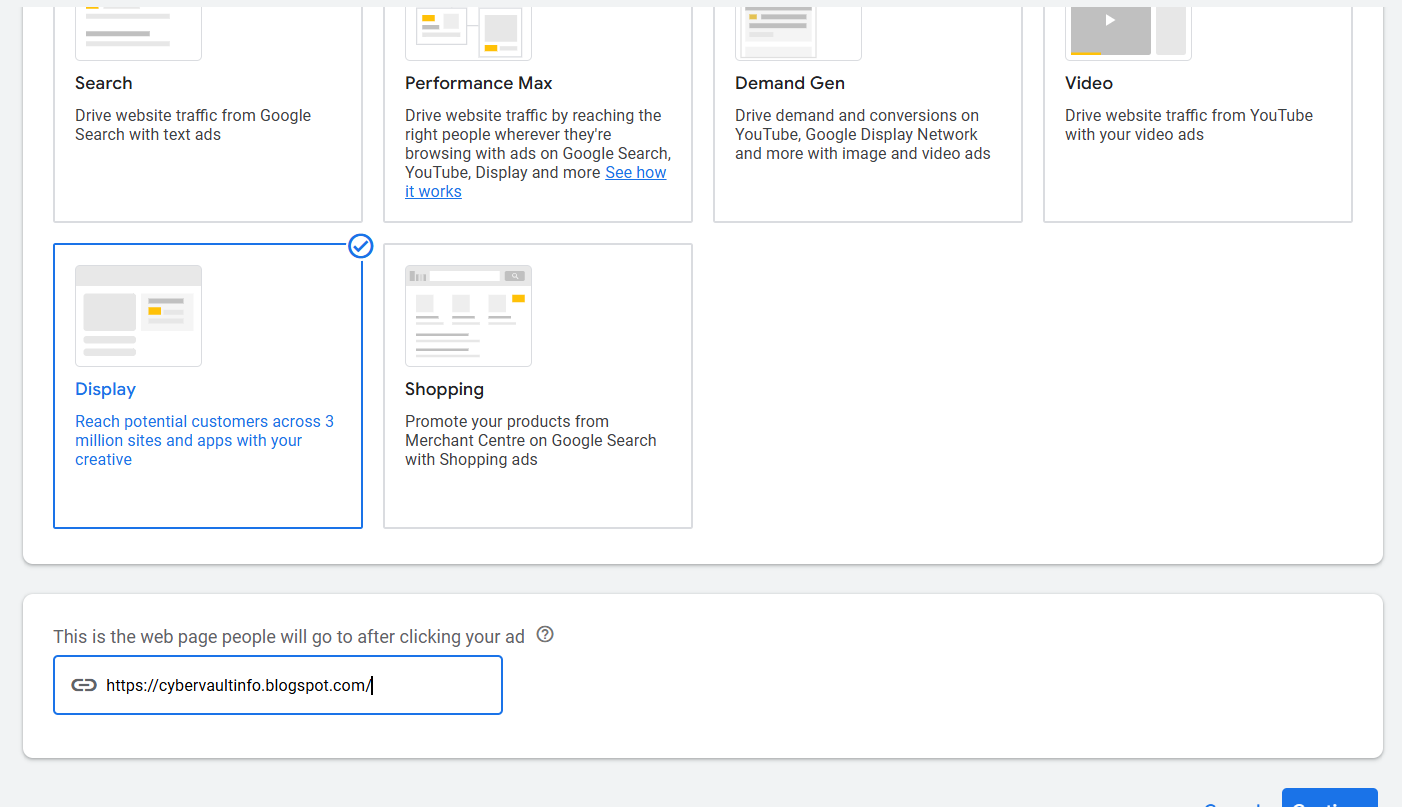 Search
Drive website traffic from Google
Search with text ads
Performance Max
Drive website traffic by reaching the
right people wherever they're
browsing with ads on Google Search,
YouTube, Display and more See how
it works
Demand Gen
Drive demand and conversions on
YouTube, Google Display Network
and more with image and video ads
Video
Drive website traffic from YouTube
with your video ads
Display
Reach potential customers across 3
million sites and apps with your
creative
Shopping
Promote your products from
Merchant Centre on Google Search
with Shopping ads
This is the web page people will go to after clicking your ad
https://cybervaultinfo.blogspot.com/